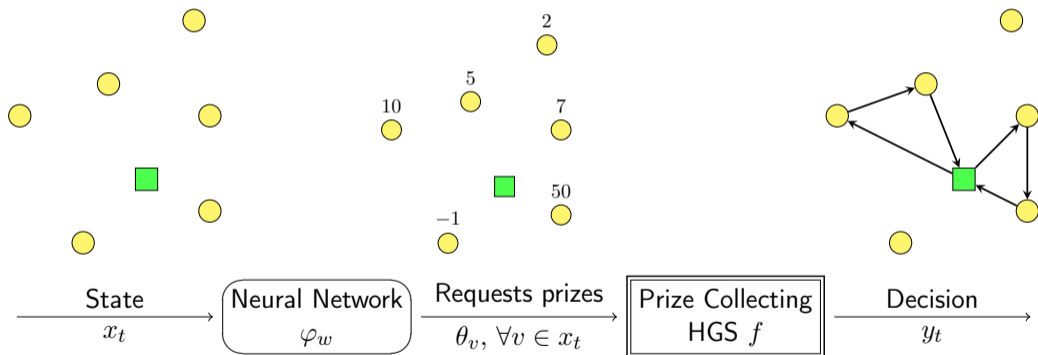 2
5
10
7
50
−1
State
x_t
Neural Network
φ_w
Requests prizes
θ_v, ∀v ∈ x_t
Prize Collecting
HGS f
Decision
y_t